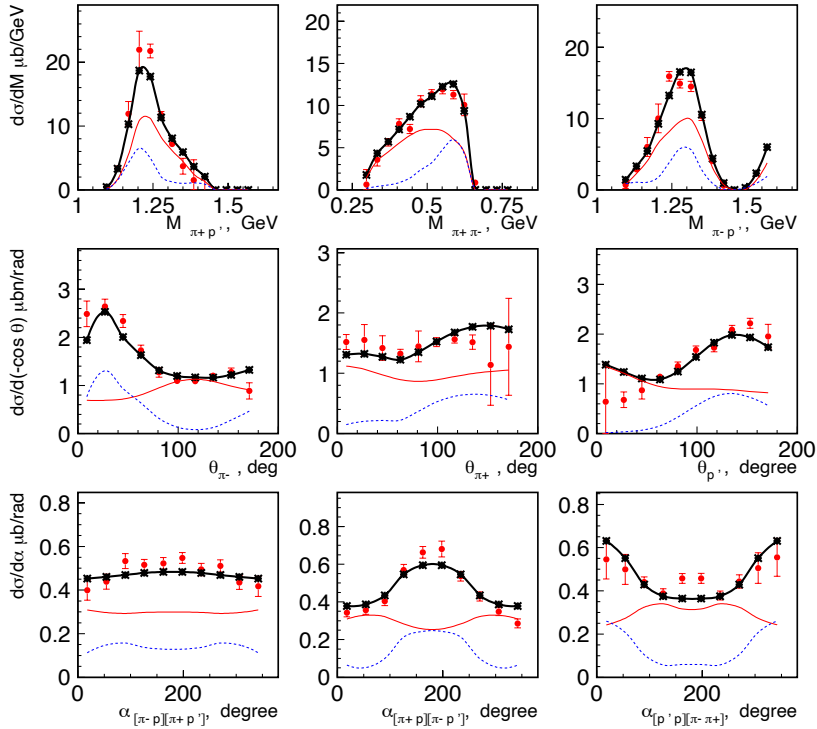 dσ/dM μb/GeV
20
10
0
1 1.25 1.5
M π+ p ', GeV
15
10
5
0
0.25 0.5 0.75
M π+ π-, GeV
20
10
0
1 1.25 1.5
M π- p ', GeV
dσ/d(-cos θ) μbn/rad
3
2
1
0
0 100 200
θ π- , deg
3
2
1
0
0 100 200
θ π+ , deg
3
2
1
0
0 100 200
θ p ', degree
dσ/dα μb/rad
0.8
0.6
0.4
0.2
0
0 200
α [π- p][π+ p '], degree
0.8
0.6
0.4
0.2
0
0 200
α [π+ p][π- p '], degree
0.8
0.6
0.4
0.2
0
0 200
α [p ' p][π- π+], degree